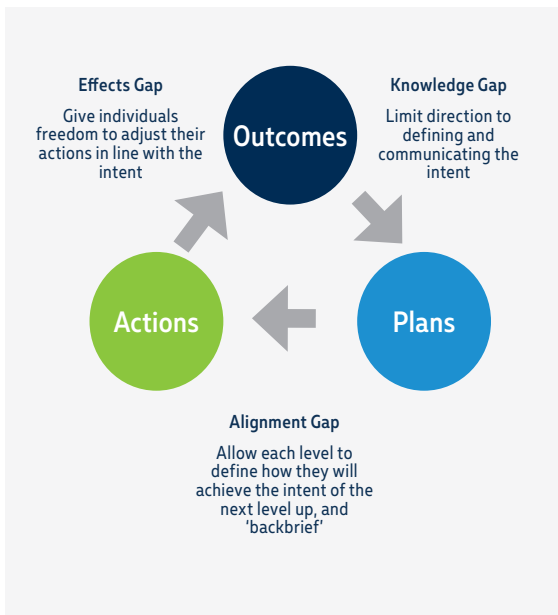 Effects Gap
Give individuals
freedom to adjust their
actions in line with the
intent
Outcomes
Knowledge Gap
Limit direction to
defining and
communicating the
intent
Actions
Plans
Alignment Gap
Allow each level to
define how they will
achieve the intent of the
next level up, and
‘backbrief’